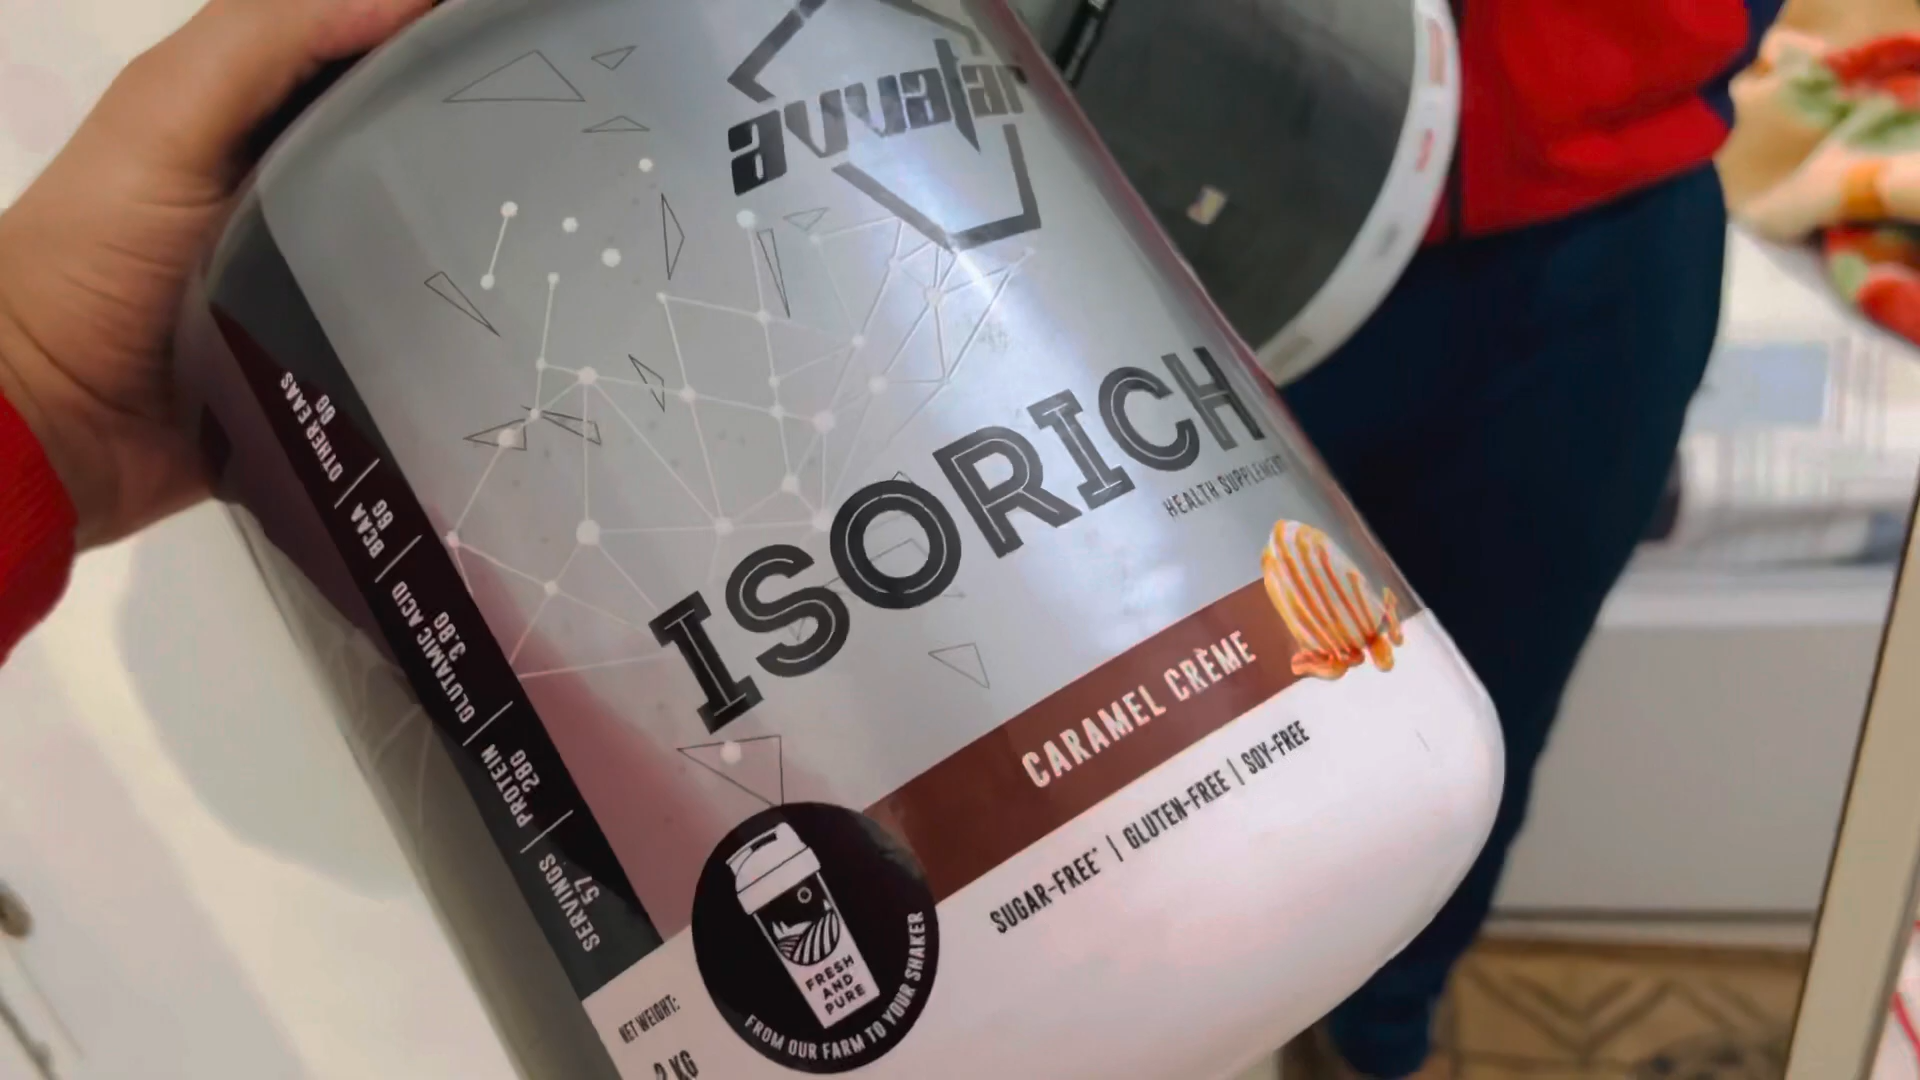 avvatar
ISORICH
HEALTH SUPPLEMENT
CARAMEL CRÈME
SUGAR-FREE* | GLUTEN-FREE | SOY-FREE
OTHER EAAS
BCAA
6G
GLUTAMIC ACID
3.8G
PROTEIN
28G
SERVINGS
57
FRESH
AND
PURE
FROM OUR FARM TO YOUR SHAKER
NET WEIGHT:
2 KG